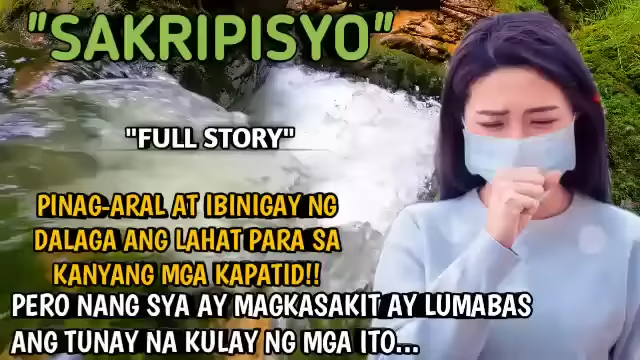 "SAKRIPISYO"
"FULL STORY"
PINAG-ARAL AT IBINIGAY NG
DALAGA ANG LAHAT PARA SA
KANYANG MGA KAPATID!!
PERO NANG SYA AY MAGKASAKIT AY LUMABAS
ANG TUNAY NA KULAY NG MGA ITO...